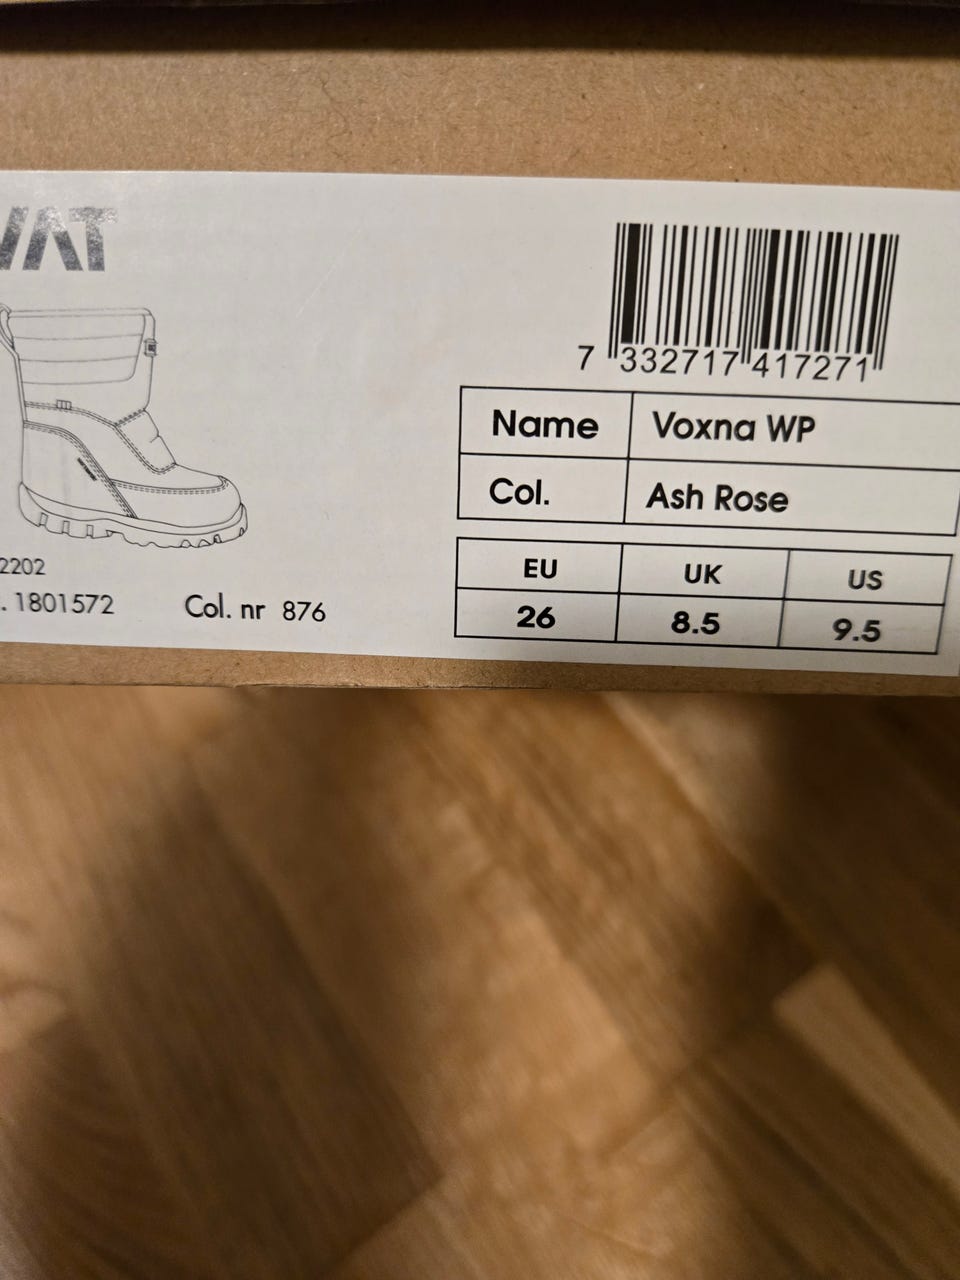 VAT
7 332717 417271
Name Voxna WP
Col. Ash Rose
EU UK US
26 8.5 9.5
2202
. 1801572 Col. nr 876